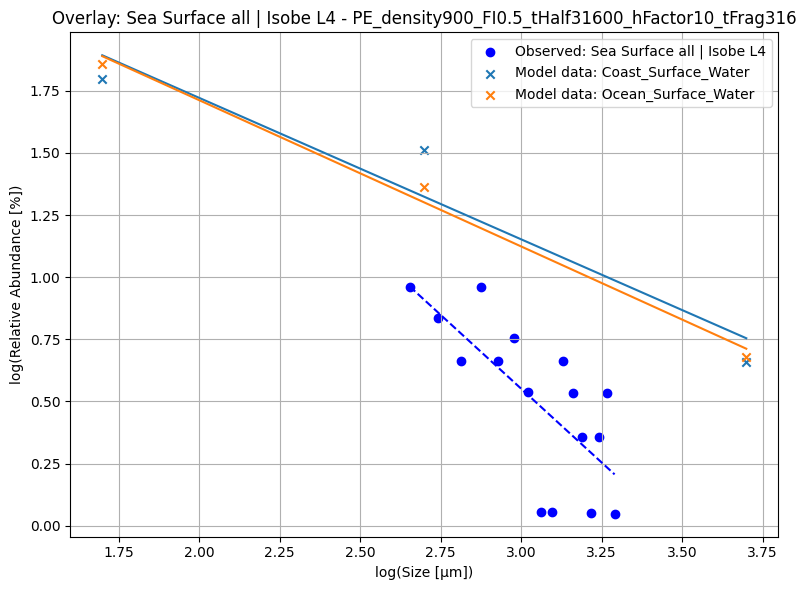 Overlay: Sea Surface all | Isobe L4 - PE_density900_FI0.5_tHalf31600_hFactor10_tFrag316
Observed: Sea Surface all | Isobe L4
Model data: Coast_Surface_Water
Model data: Ocean_Surface_Water
log(Relative Abundance [%])
1.75
1.50
1.25
1.00
0.75
0.50
0.25
0.00
1.75 2.00 2.25 2.50 2.75 3.00 3.25 3.50 3.75
log(Size [µm])